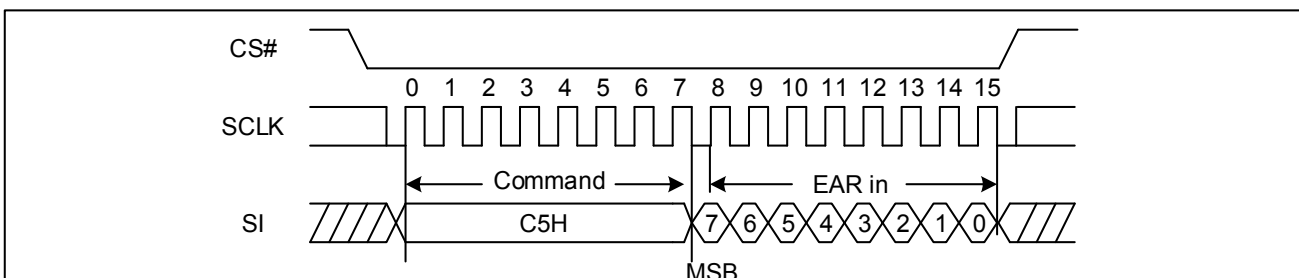 CS#
0 1 2 3 4 5 6 7 8 9 10 11 12 13 14 15
SCLK
Command EAR in
SI C5H 7 6 5 4 3 2 1 0
MSB